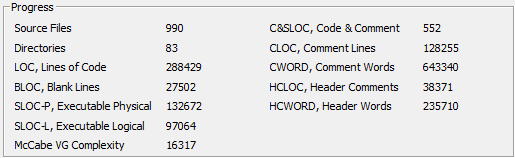 Progress
Source Files 990 C&SLOC, Code & Comment 552
Directories 83 CLOC, Comment Lines 128255
LOC, Lines of Code 288429 CWORD, Comment Words 643340
BLOC, Blank Lines 27502 HCLOC, Header Comments 38371
SLOC-P, Executable Physical 132672 HCWORD, Header Words 235710
SLOC-L, Executable Logical 97064
McCabe VG Complexity 16317